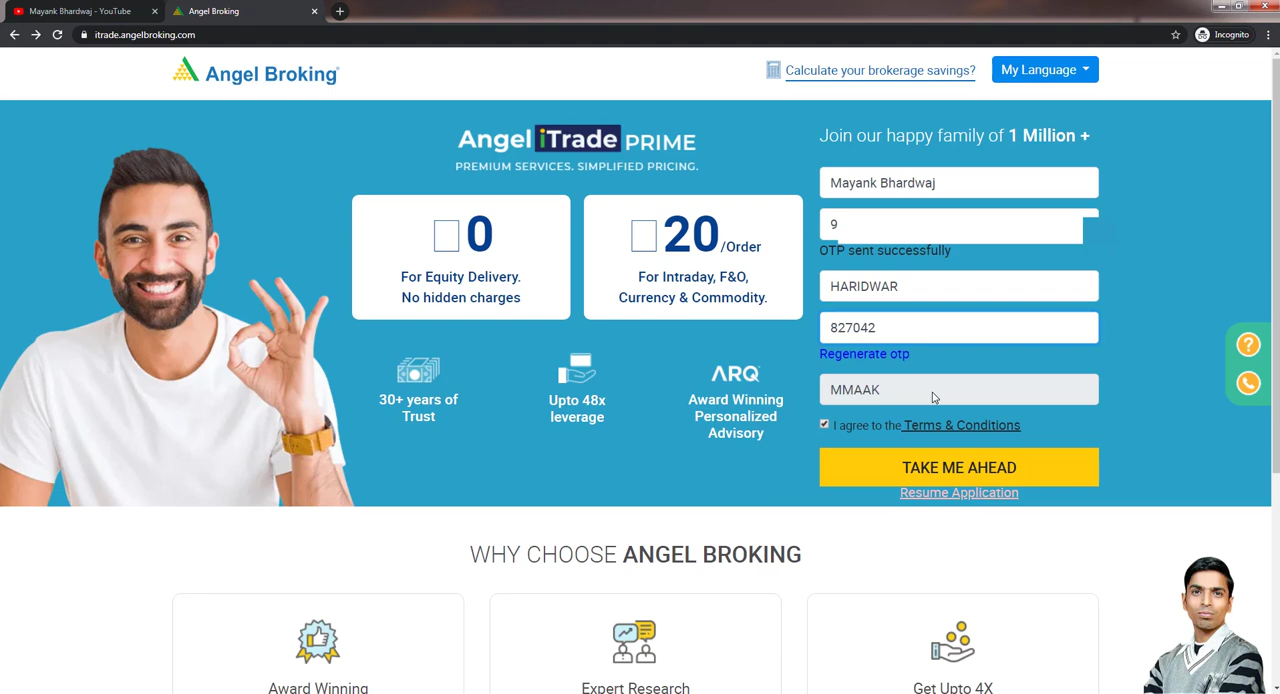 Mayank Bhardwaj - YouTube
Angel Broking
itrade.angelbroking.com
Incognito
Angel Broking
Calculate your brokerage savings?
My Language
Angel iTrade PRIME
PREMIUM SERVICES. SIMPLIFIED PRICING.
0
For Equity Delivery.
No hidden charges
20/Order
For Intraday, F&O,
Currency & Commodity.
30+ years of
Trust
Upto 48x
leverage
ARQ
Award Winning
Personalized
Advisory
Join our happy family of 1 Million +
Mayank Bhardwaj
9
OTP sent successfully
HARIDWAR
827042
Regenerate otp
MMAAK
I agree to the Terms & Conditions
TAKE ME AHEAD
Resume Application
WHY CHOOSE ANGEL BROKING
Award Winning
Expert Research
Get Upto 4X